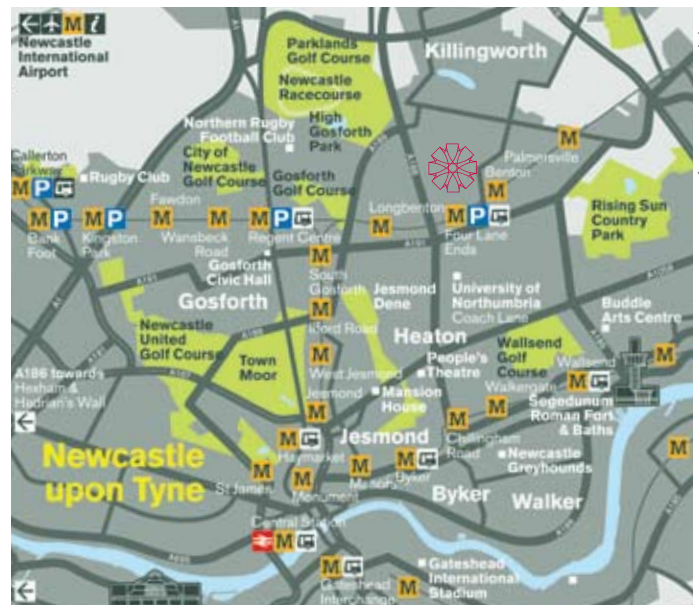 M i
Newcastle
International
Airport
Parklands
Golf Course
Newcastle
Racecourse
High
Gosforth
Park
Killingworth
Northern Rugby
Football Club
City of
Newcastle
Golf Course
Gosforth
Golf Course
Callerton
Parkway
M P
Rugby Club
M
Palmersville
M
Benton
Rising Sun
Country
Park
M P
Bank
Foot
M P
Kingston
Park
Fawdon
M
M
Wansbeck
Road
M P
Regent Centre
Longbenton
M
M P
Four Lane
Ends
Gosforth
Civic Hall
Gosforth
M
South
Gosforth
Jesmond
Dene
University of
Northumbria
Coach Lane
Buddle
Arts Centre
M
Ilford Road
Heaton
Newcastle
United
Golf Course
Town
Moor
M
West Jesmond
People's
Theatre
Wallsend
Golf
Course
Wallsend
M
M
A186 towards
Hexham &
Hadrian's Wall
Jesmond
M
Mansion
House
Walkergate
M
Segedunum
Roman Fort
& Baths
M
Chillingham
Road
Jesmond
M
Haymarket
Newcastle
upon Tyne
M
St James
M
Monument
M
Manors
M
Byker
Newcastle
Greyhounds
M
Byker
Walker
Central Station
M
M
Gateshead
Interchange
M
Gateshead
International
Stadium